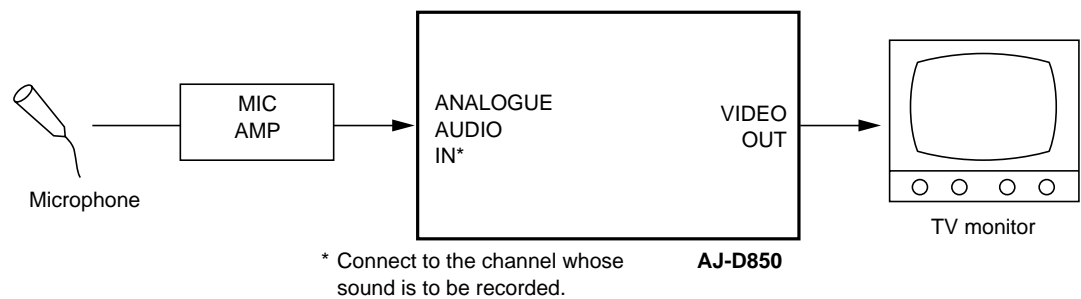 Microphone
MIC
AMP
ANALOGUE
AUDIO
IN*
VIDEO
OUT
TV monitor
* Connect to the channel whose
sound is to be recorded.
AJ-D850